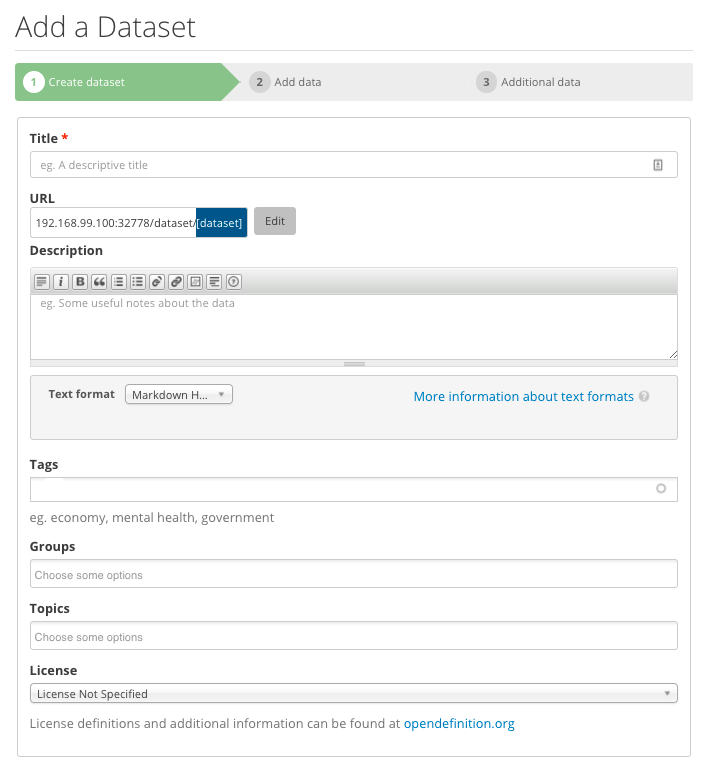 Add a Dataset
1 Create dataset 2 Add data 3 Additional data
Title *
eg. A descriptive title
URL
192.168.99.100:32778/dataset/[dataset] Edit
Description
eg. Some useful notes about the data
Text format Markdown H... More information about text formats ?
Tags
eg. economy, mental health, government
Groups
Choose some options
Topics
Choose some options
License
License Not Specified
License definitions and additional information can be found at opendefinition.org